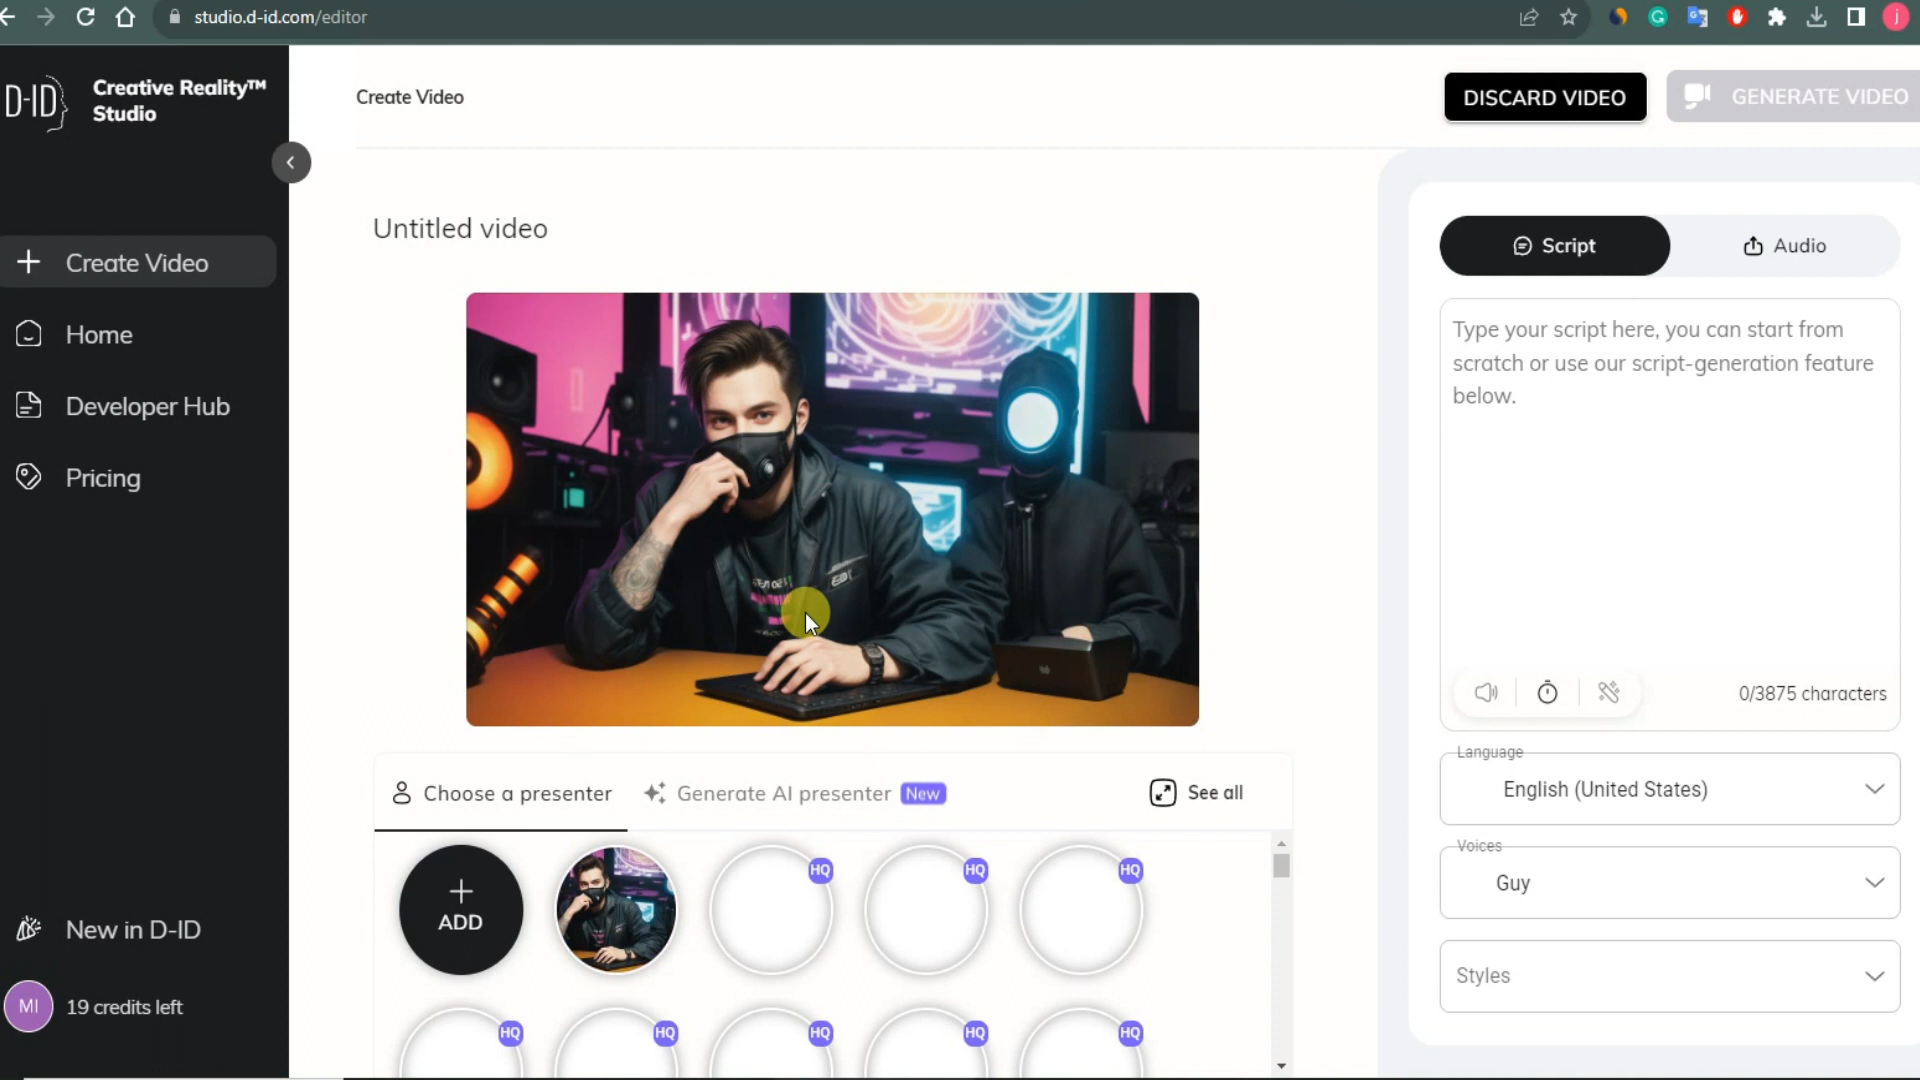 studio.d-id.com/editor
j
D-ID
Creative Reality™
Studio
Create Video
DISCARD VIDEO
GENERATE VIDEO
Create Video
Home
Developer Hub
Pricing
New in D-ID
MI
19 credits left
Untitled video
Choose a presenter
Generate AI presenter
New
See all
+
ADD
HQ
HQ
HQ
HQ
HQ
HQ
HQ
HQ
Script
Audio
Type your script here, you can start from
scratch or use our script-generation feature
below.
0/3875 characters
Language
English (United States)
Voices
Guy
Styles